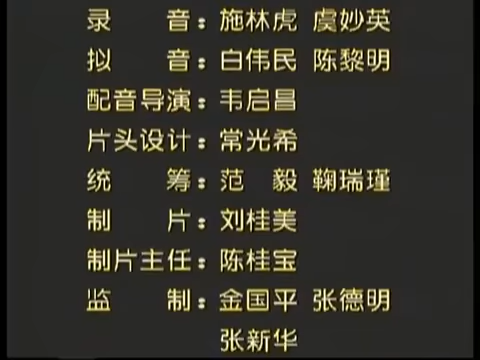 录　　音：施林虎 虞妙英
拟　　音：白伟民 陈黎明
配音导演：韦启昌
片头设计：常光希
统　　筹：范　毅 鞠瑞瑾
制　　片：刘桂美
制片主任：陈桂宝
监　　制：金国平 张德明
张新华